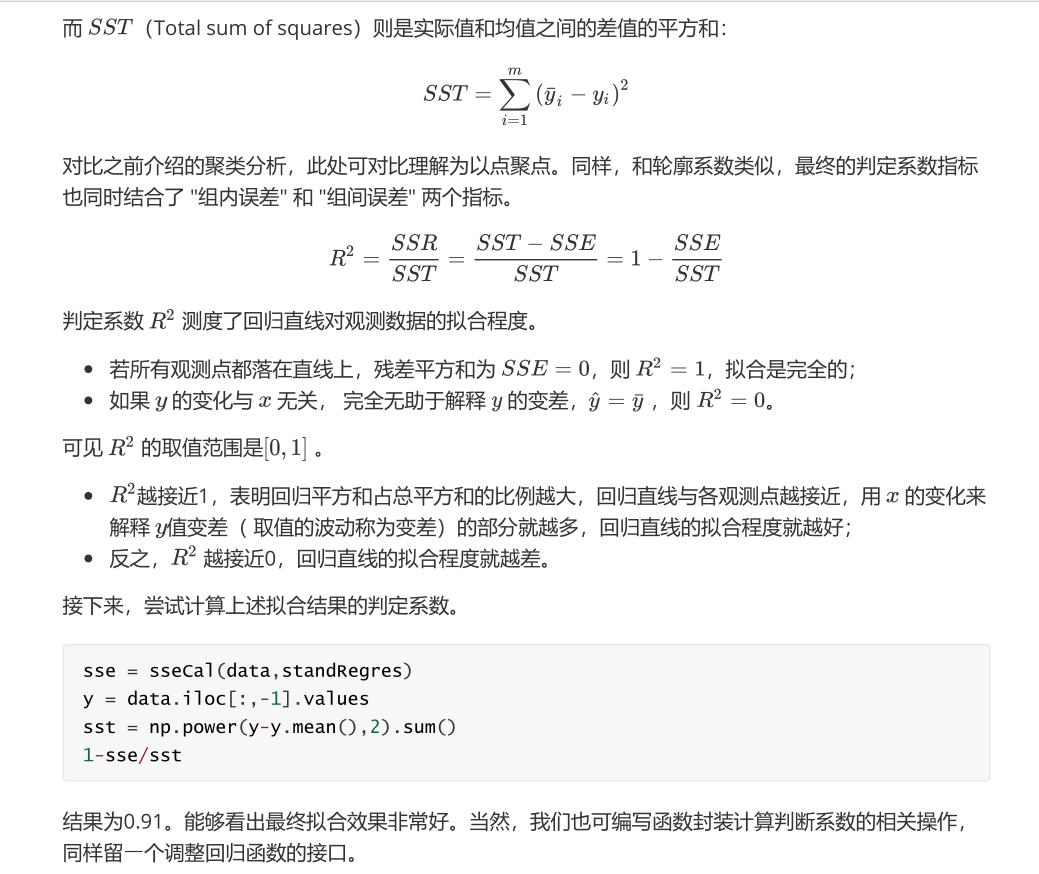 而 SST（Total sum of squares）则是实际值和均值之间的差值的平方和：
$SST = \sum_{i=1}^{m} (\bar{y}_i - y_i)^2$
对比之前介绍的聚类分析，此处可对比理解为以点聚点。同样，和轮廓系数类似，最终的判定系数指标
也同时结合了 "组内误差" 和 "组间误差" 两个指标。
$R^2 = \frac{SSR}{SST} = \frac{SST - SSE}{SST} = 1 - \frac{SSE}{SST}$
判定系数 $R^2$ 测度了回归直线对观测数据的拟合程度。
• 若所有观测点都落在直线上，残差平方和为 $SSE = 0$，则 $R^2 = 1$，拟合是完全的；
• 如果 $y$ 的变化与 $x$ 无关， 完全无助于解释 $y$ 的变差，$\hat{y} = \bar{y}$ ，则 $R^2 = 0$。
可见 $R^2$ 的取值范围是$[0, 1]$ 。
• $R^2$越接近1，表明回归平方和占总平方和的比例越大，回归直线与各观测点越接近，用 $x$ 的变化来
解释 $y$值变差（ 取值的波动称为变差）的部分就越多，回归直线的拟合程度就越好；
• 反之，$R^2$ 越接近0，回归直线的拟合程度就越差。
接下来，尝试计算上述拟合结果的判定系数。
sse = sseCal(data,standRegres)
y = data.iloc[:,-1].values
sst = np.power(y-y.mean(),2).sum()
1-sse/sst
结果为0.91。能够看出最终拟合效果非常好。当然，我们也可编写函数封装计算判断系数的相关操作，
同样留一个调整回归函数的接口。